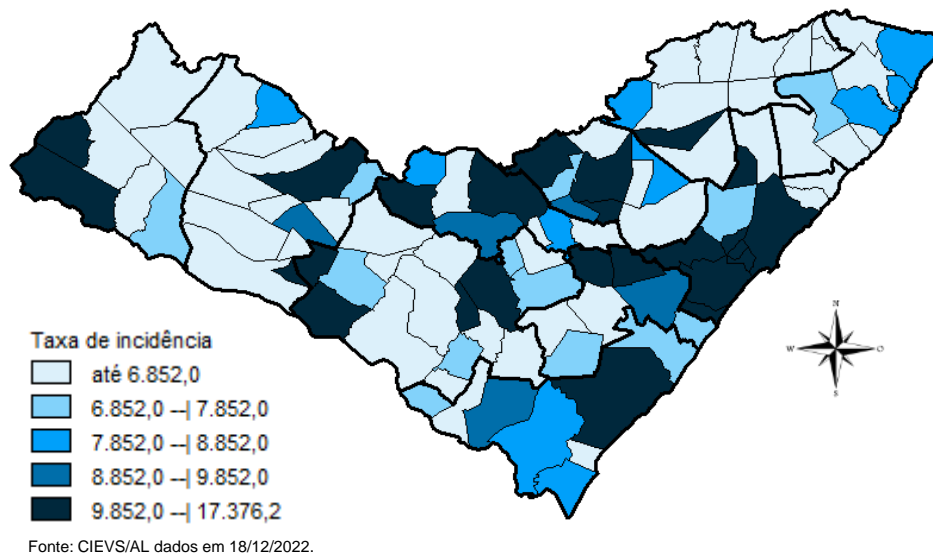 N
W
O
S
Taxa de incidência
até 6.852,0
6.852,0 --| 7.852,0
7.852,0 --| 8.852,0
8.852,0 --| 9.852,0
9.852,0 --| 17.376,2
Fonte: CIEVS/AL dados em 18/12/2022.